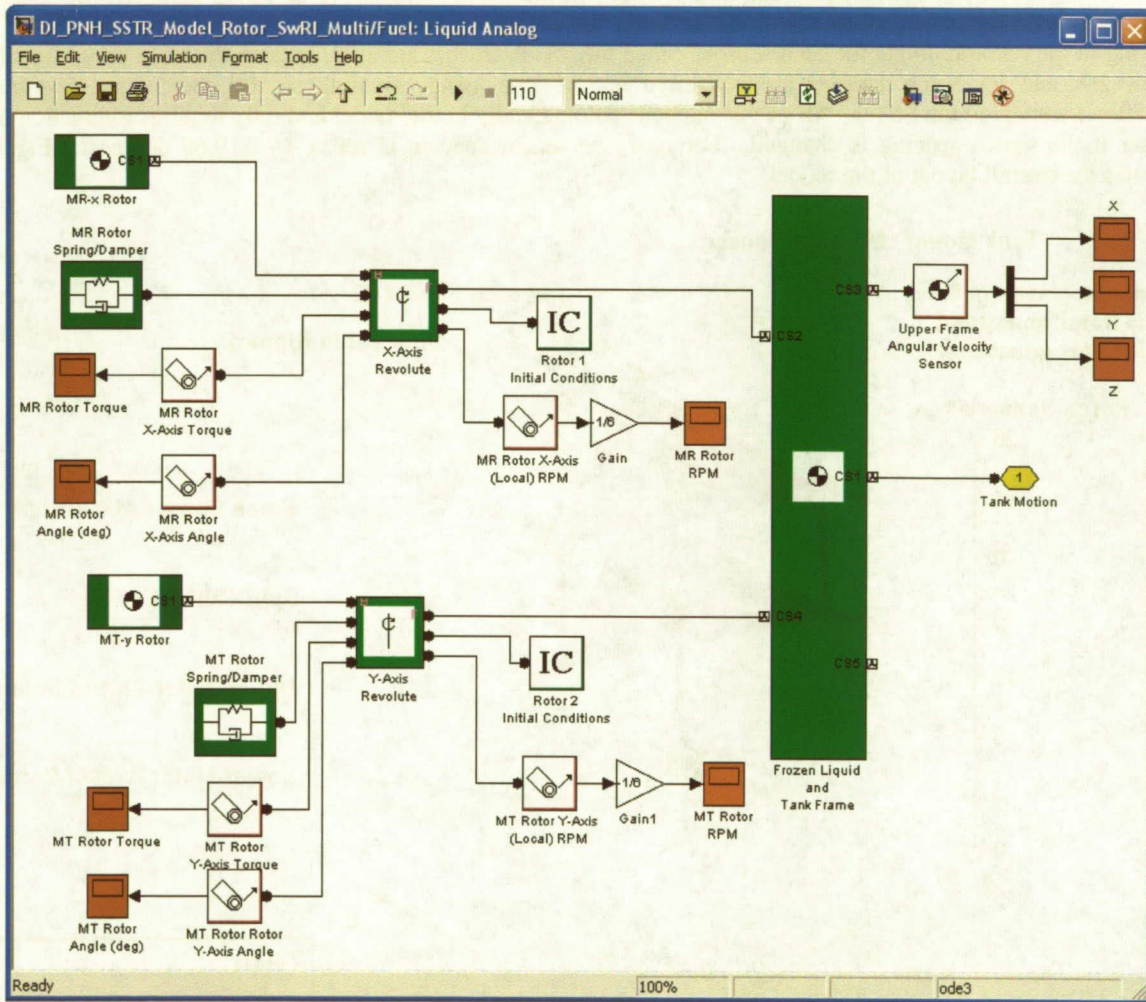 DI_PNH_SSTR_Model_Rotor_SwRI_Multi/Fuel: Liquid Analog
File Edit View Simulation Format Tools Help
110 Normal
CS1
MR-x Rotor
MR Rotor
Spring/Damper
X-Axis
Revolute
IC
Rotor 1
Initial Conditions
MR Rotor Torque
MR Rotor
X-Axis Torque
MR Rotor X-Axis
(Local) RPM
1/6
Gain
MR Rotor
RPM
MR Rotor
Angle (deg)
MR Rotor
X-Axis Angle
CS2
CS3
Upper Frame
Angular Velocity
Sensor
X
Y
Z
CS1
1
Tank Motion
CS1
MT-y Rotor
MT Rotor
Spring/Damper
Y-Axis
Revolute
IC
Rotor 2
Initial Conditions
CS4
CS5
Frozen Liquid
and
Tank Frame
MT Rotor Y-Axis
(Local) RPM
1/6
Gain1
MT Rotor
RPM
MT Rotor Torque
MT Rotor
Y-Axis Torque
MT Rotor
Angle (deg)
MT Rotor Rotor
Y-Axis Angle
Ready 100% ode3